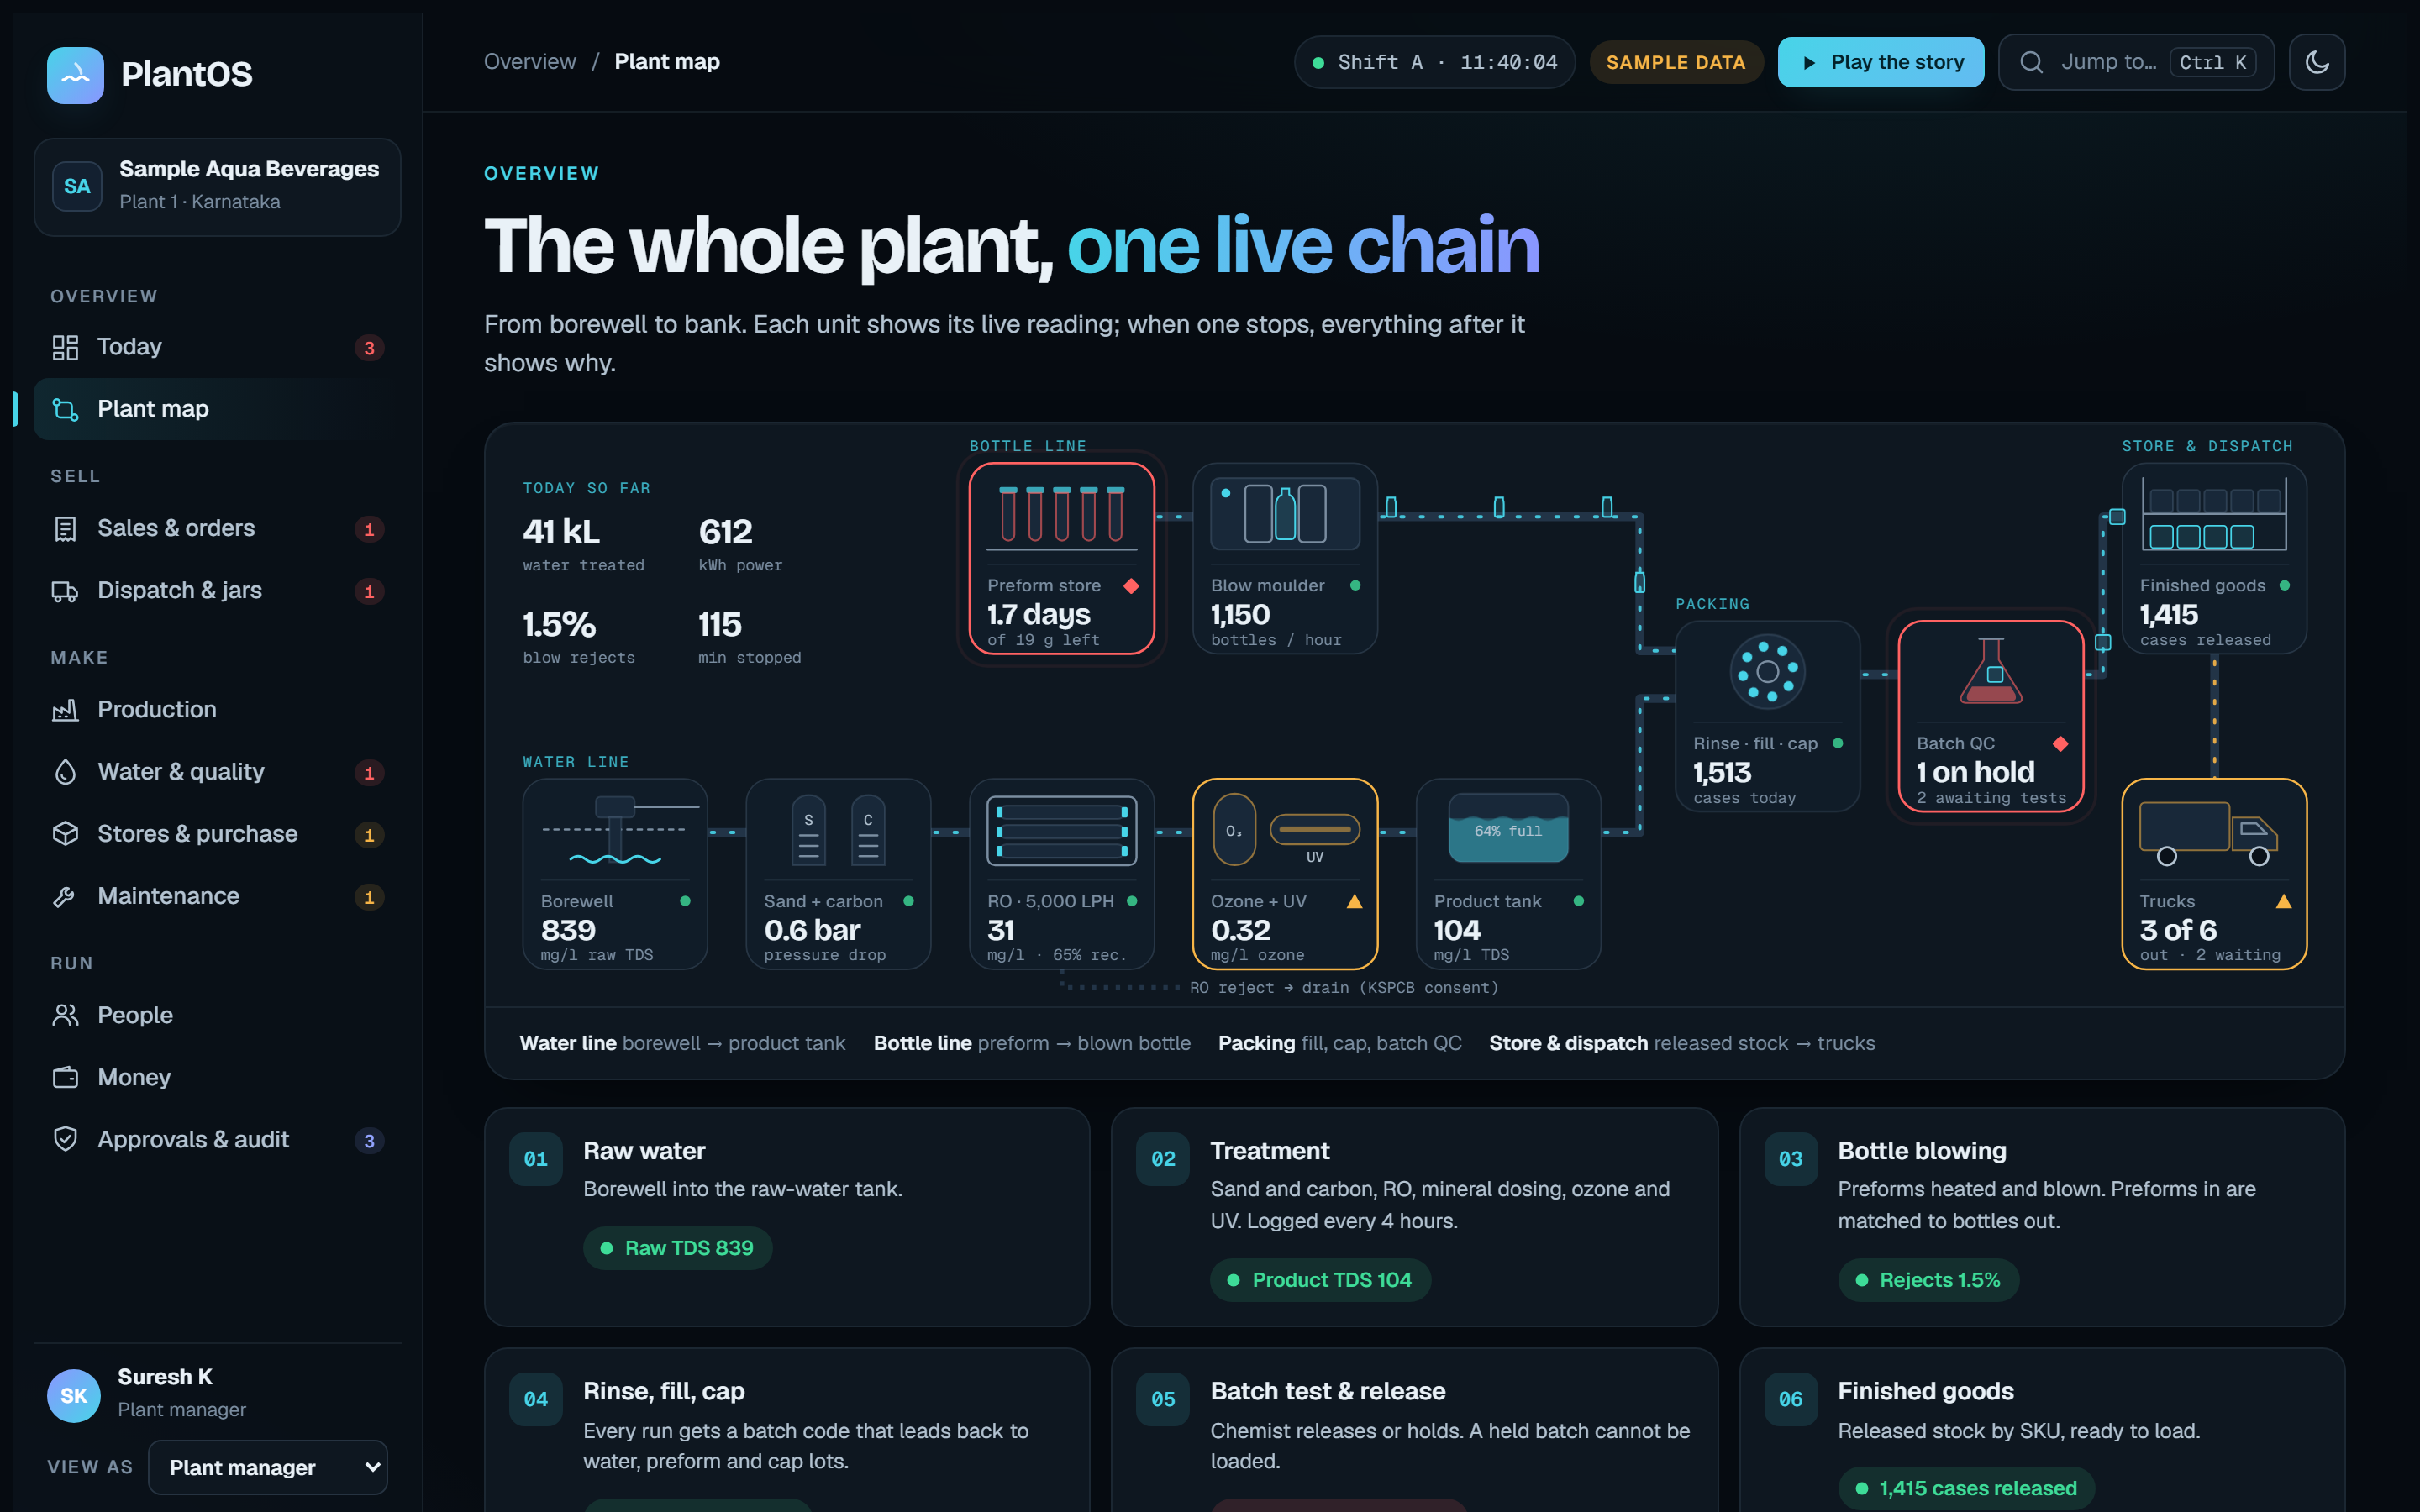 PlantOS
SA
Sample Aqua Beverages
Plant 1 · Karnataka
OVERVIEW
Today 3
Plant map
SELL
Sales & orders 1
Dispatch & jars 1
MAKE
Production
Water & quality 1
Stores & purchase 1
Maintenance 1
RUN
People
Money
Approvals & audit 3
SK
Suresh K
Plant manager
VIEW AS Plant manager
Overview / Plant map
Shift A · 11:40:04
SAMPLE DATA
Play the story
Jump to... Ctrl K
OVERVIEW
The whole plant, one live chain
From borewell to bank. Each unit shows its live reading; when one stops, everything after it
shows why.
TODAY SO FAR
41 kL
water treated
612
kWh power
1.5%
blow rejects
115
min stopped
BOTTLE LINE
Preform store
1.7 days
of 19 g left
Blow moulder
1,150
bottles / hour
PACKING
Rinse · fill · cap
1,513
cases today
Batch QC
1 on hold
2 awaiting tests
STORE & DISPATCH
Finished goods
1,415
cases released
WATER LINE
Borewell
839
mg/l raw TDS
S C
Sand + carbon
0.6 bar
pressure drop
RO · 5,000 LPH
31
mg/l · 65% rec.
O₃
UV
Ozone + UV
0.32
mg/l ozone
64% full
Product tank
104
mg/l TDS
Trucks
3 of 6
out · 2 waiting
RO reject → drain (KSPCB consent)
Water line borewell → product tank
Bottle line preform → blown bottle
Packing fill, cap, batch QC
Store & dispatch released stock → trucks
01
Raw water
Borewell into the raw-water tank.
Raw TDS 839
02
Treatment
Sand and carbon, RO, mineral dosing, ozone and
UV. Logged every 4 hours.
Product TDS 104
03
Bottle blowing
Preforms heated and blown. Preforms in are
matched to bottles out.
Rejects 1.5%
04
Rinse, fill, cap
Every run gets a batch code that leads back to
water, preform and cap lots.
05
Batch test & release
Chemist releases or holds. A held batch cannot be
loaded.
06
Finished goods
Released stock by SKU, ready to load.
1,415 cases released